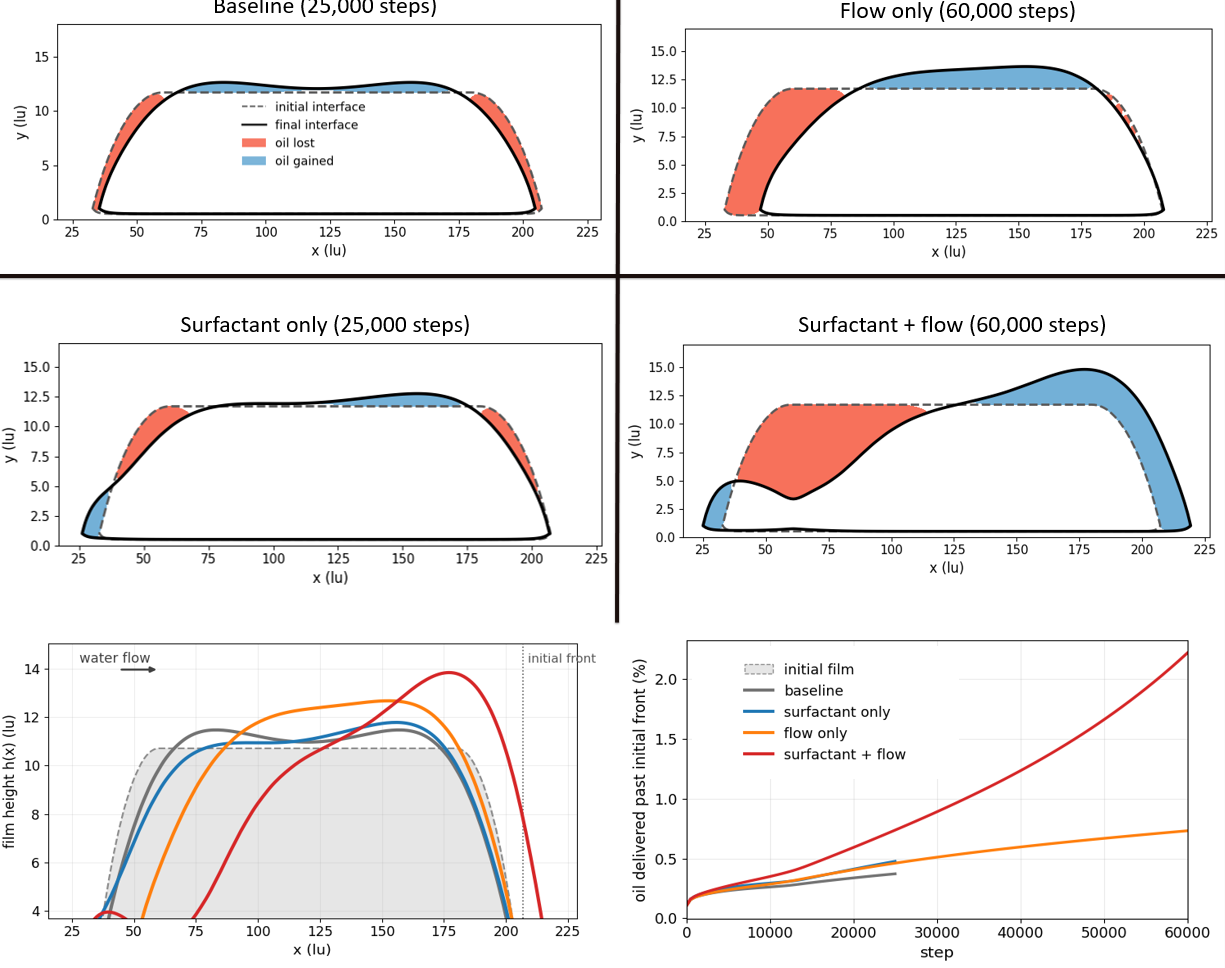 Baseline (25,000 steps)
15
10
5
0
y (lu)
25 50 75 100 125 150 175 200 225
x (lu)
initial interface
final interface
oil lost
oil gained
Flow only (60,000 steps)
15.0
12.5
10.0
7.5
5.0
2.5
0.0
y (lu)
25 50 75 100 125 150 175 200 225
x (lu)
Surfactant only (25,000 steps)
15.0
12.5
10.0
7.5
5.0
2.5
0.0
y (lu)
25 50 75 100 125 150 175 200 225
x (lu)
Surfactant + flow (60,000 steps)
15.0
12.5
10.0
7.5
5.0
2.5
0.0
y (lu)
25 50 75 100 125 150 175 200 225
x (lu)
water flow
initial front
14
12
10
8
6
4
film height h(x) (lu)
25 50 75 100 125 150 175 200 225
x (lu)
initial film
baseline
surfactant only
flow only
surfactant + flow
2.0
1.5
1.0
0.5
0.0
oil delivered past initial front (%)
0 10000 20000 30000 40000 50000 60000
step